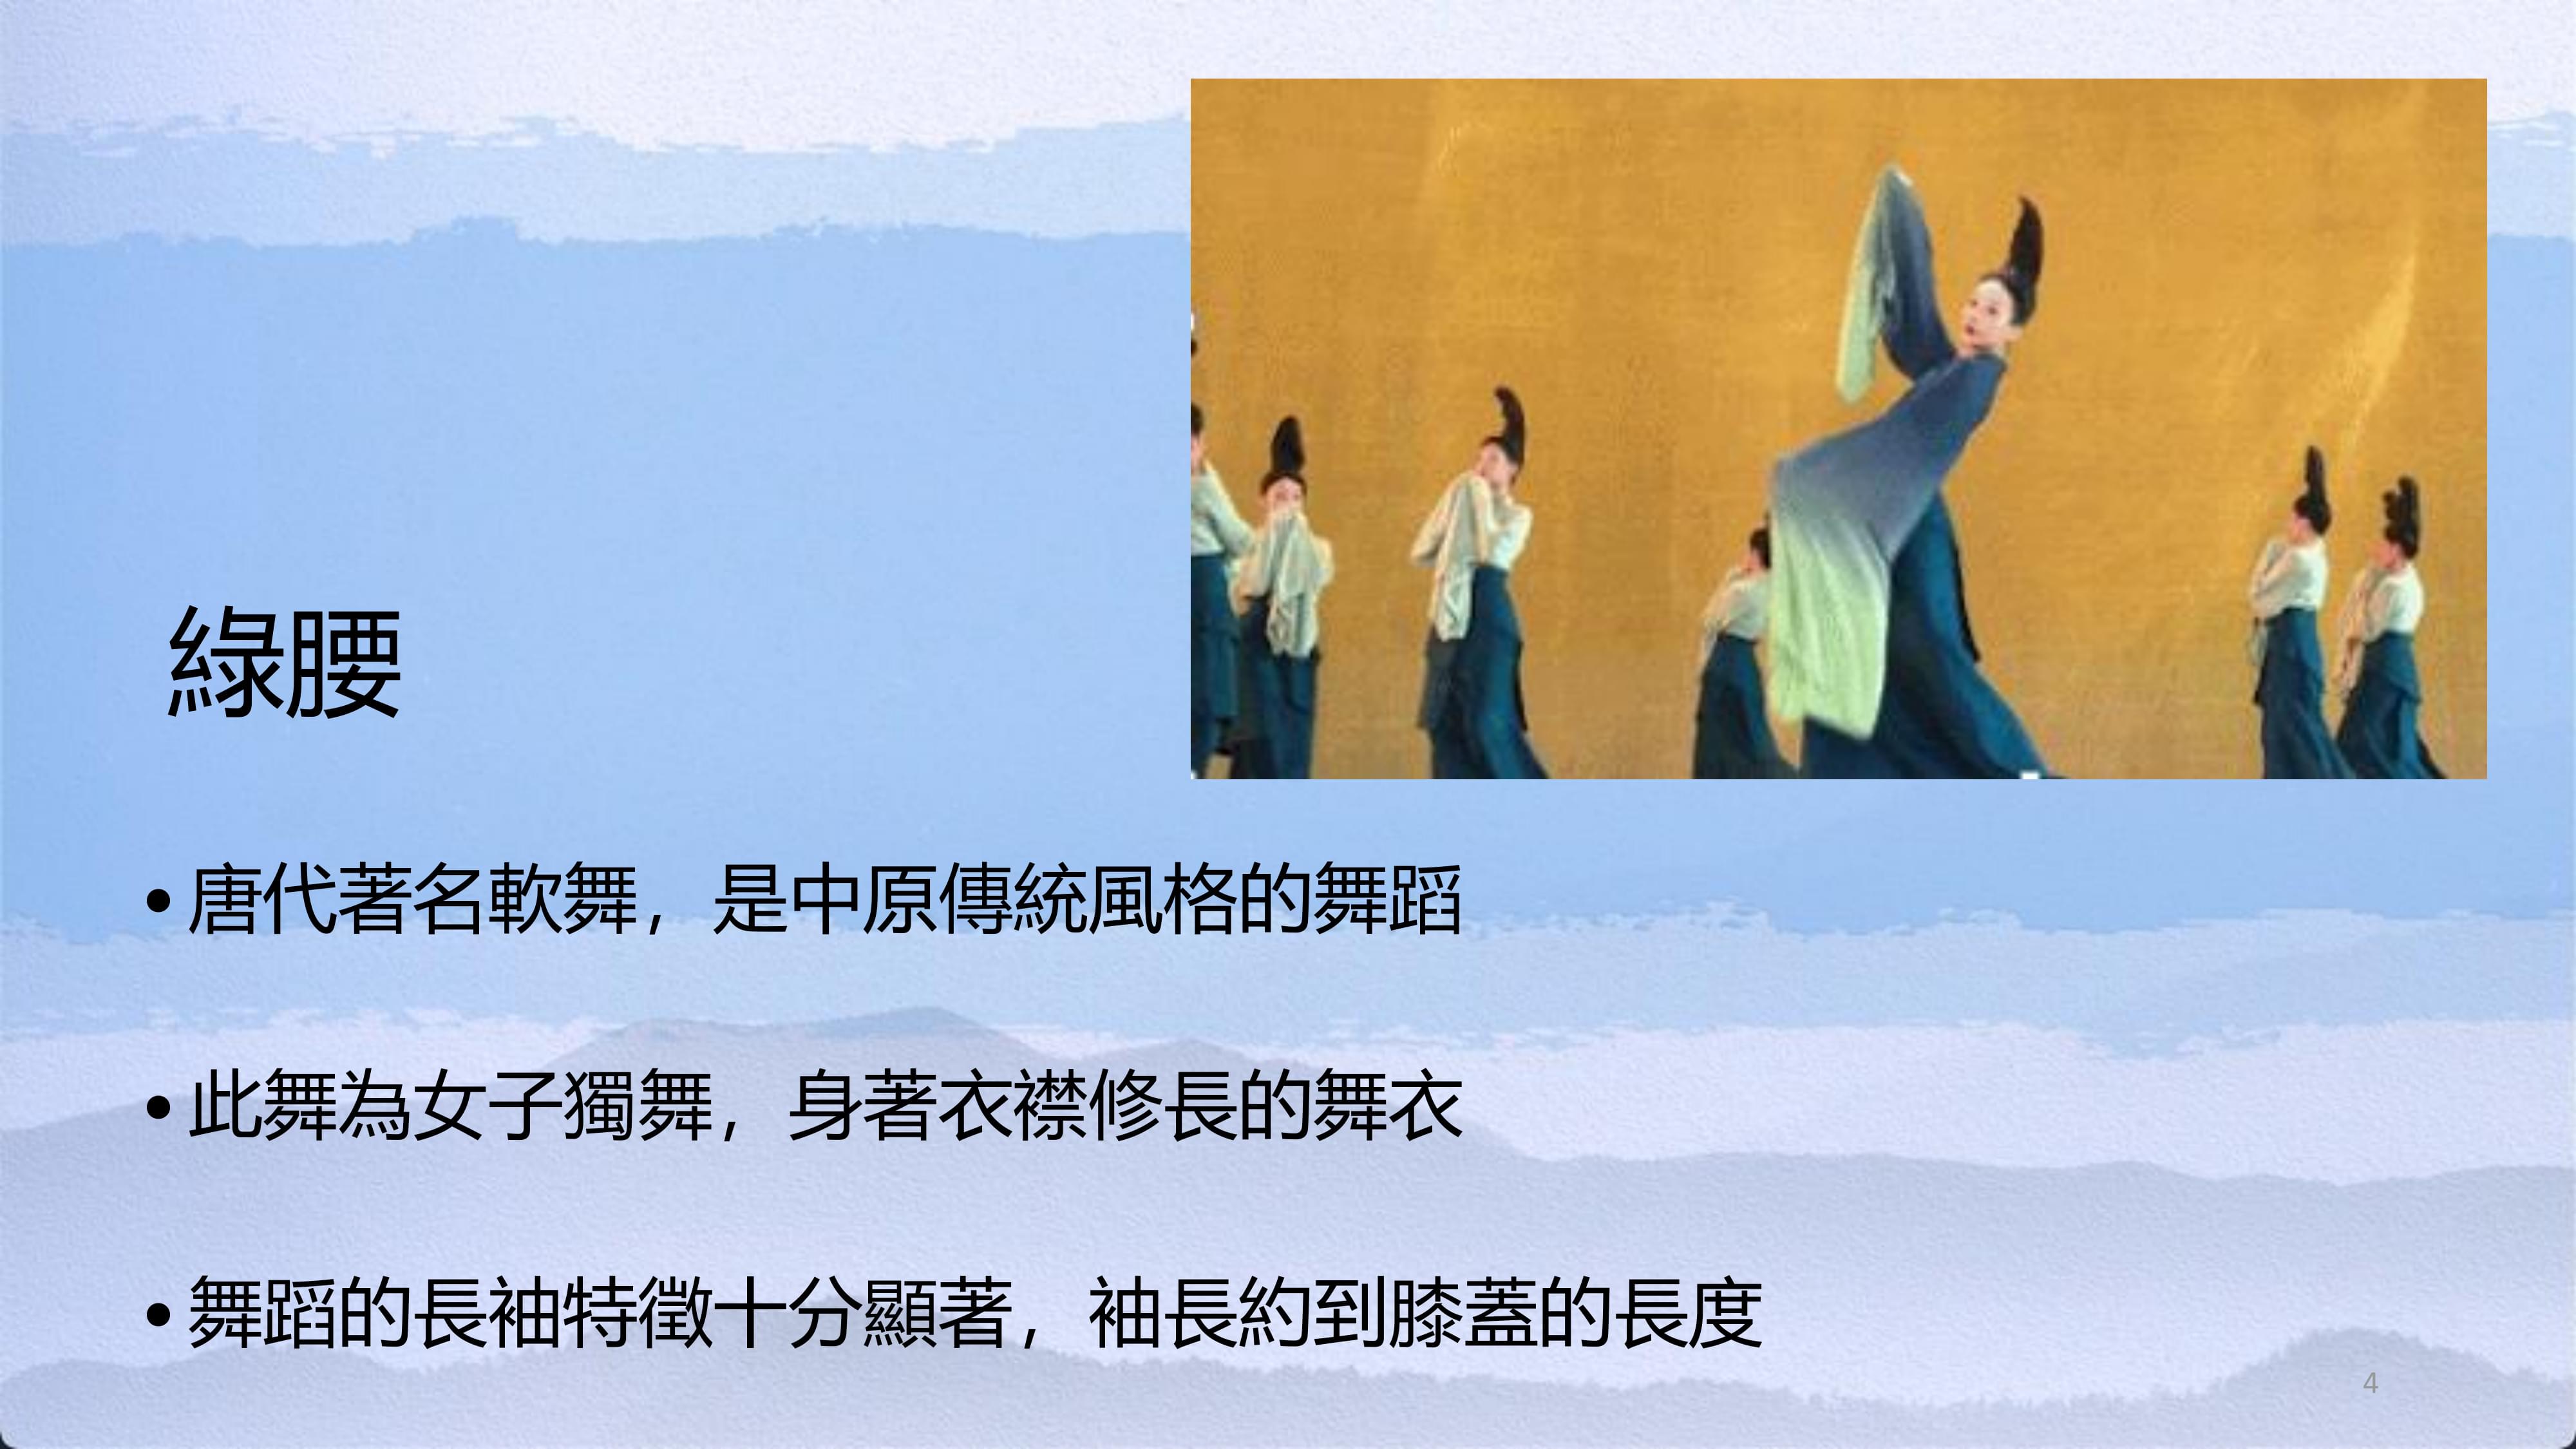 綠腰
• 唐代著名軟舞，是中原傳統風格的舞蹈
• 此舞為女子獨舞，身著衣襟修長的舞衣
• 舞蹈的長袖特徵十分顯著，袖長約到膝蓋的長度
4